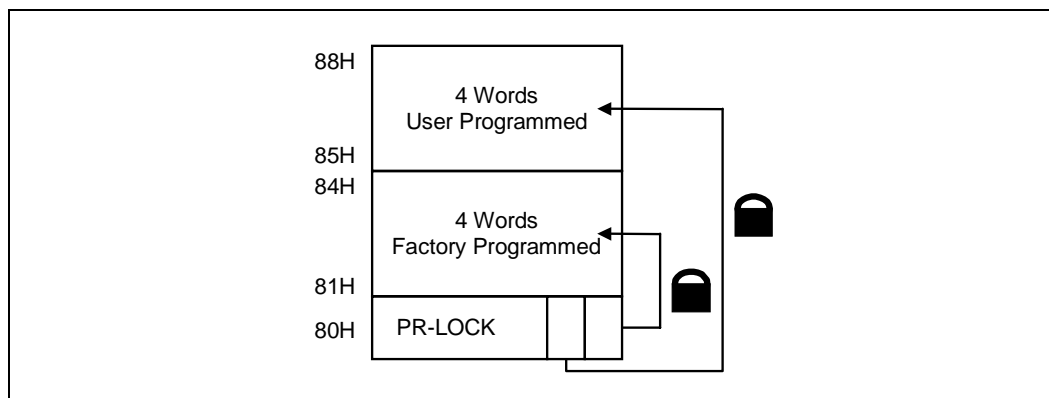 88H
4 Words
User Programmed
85H
84H
4 Words
Factory Programmed
81H
80H
PR-LOCK